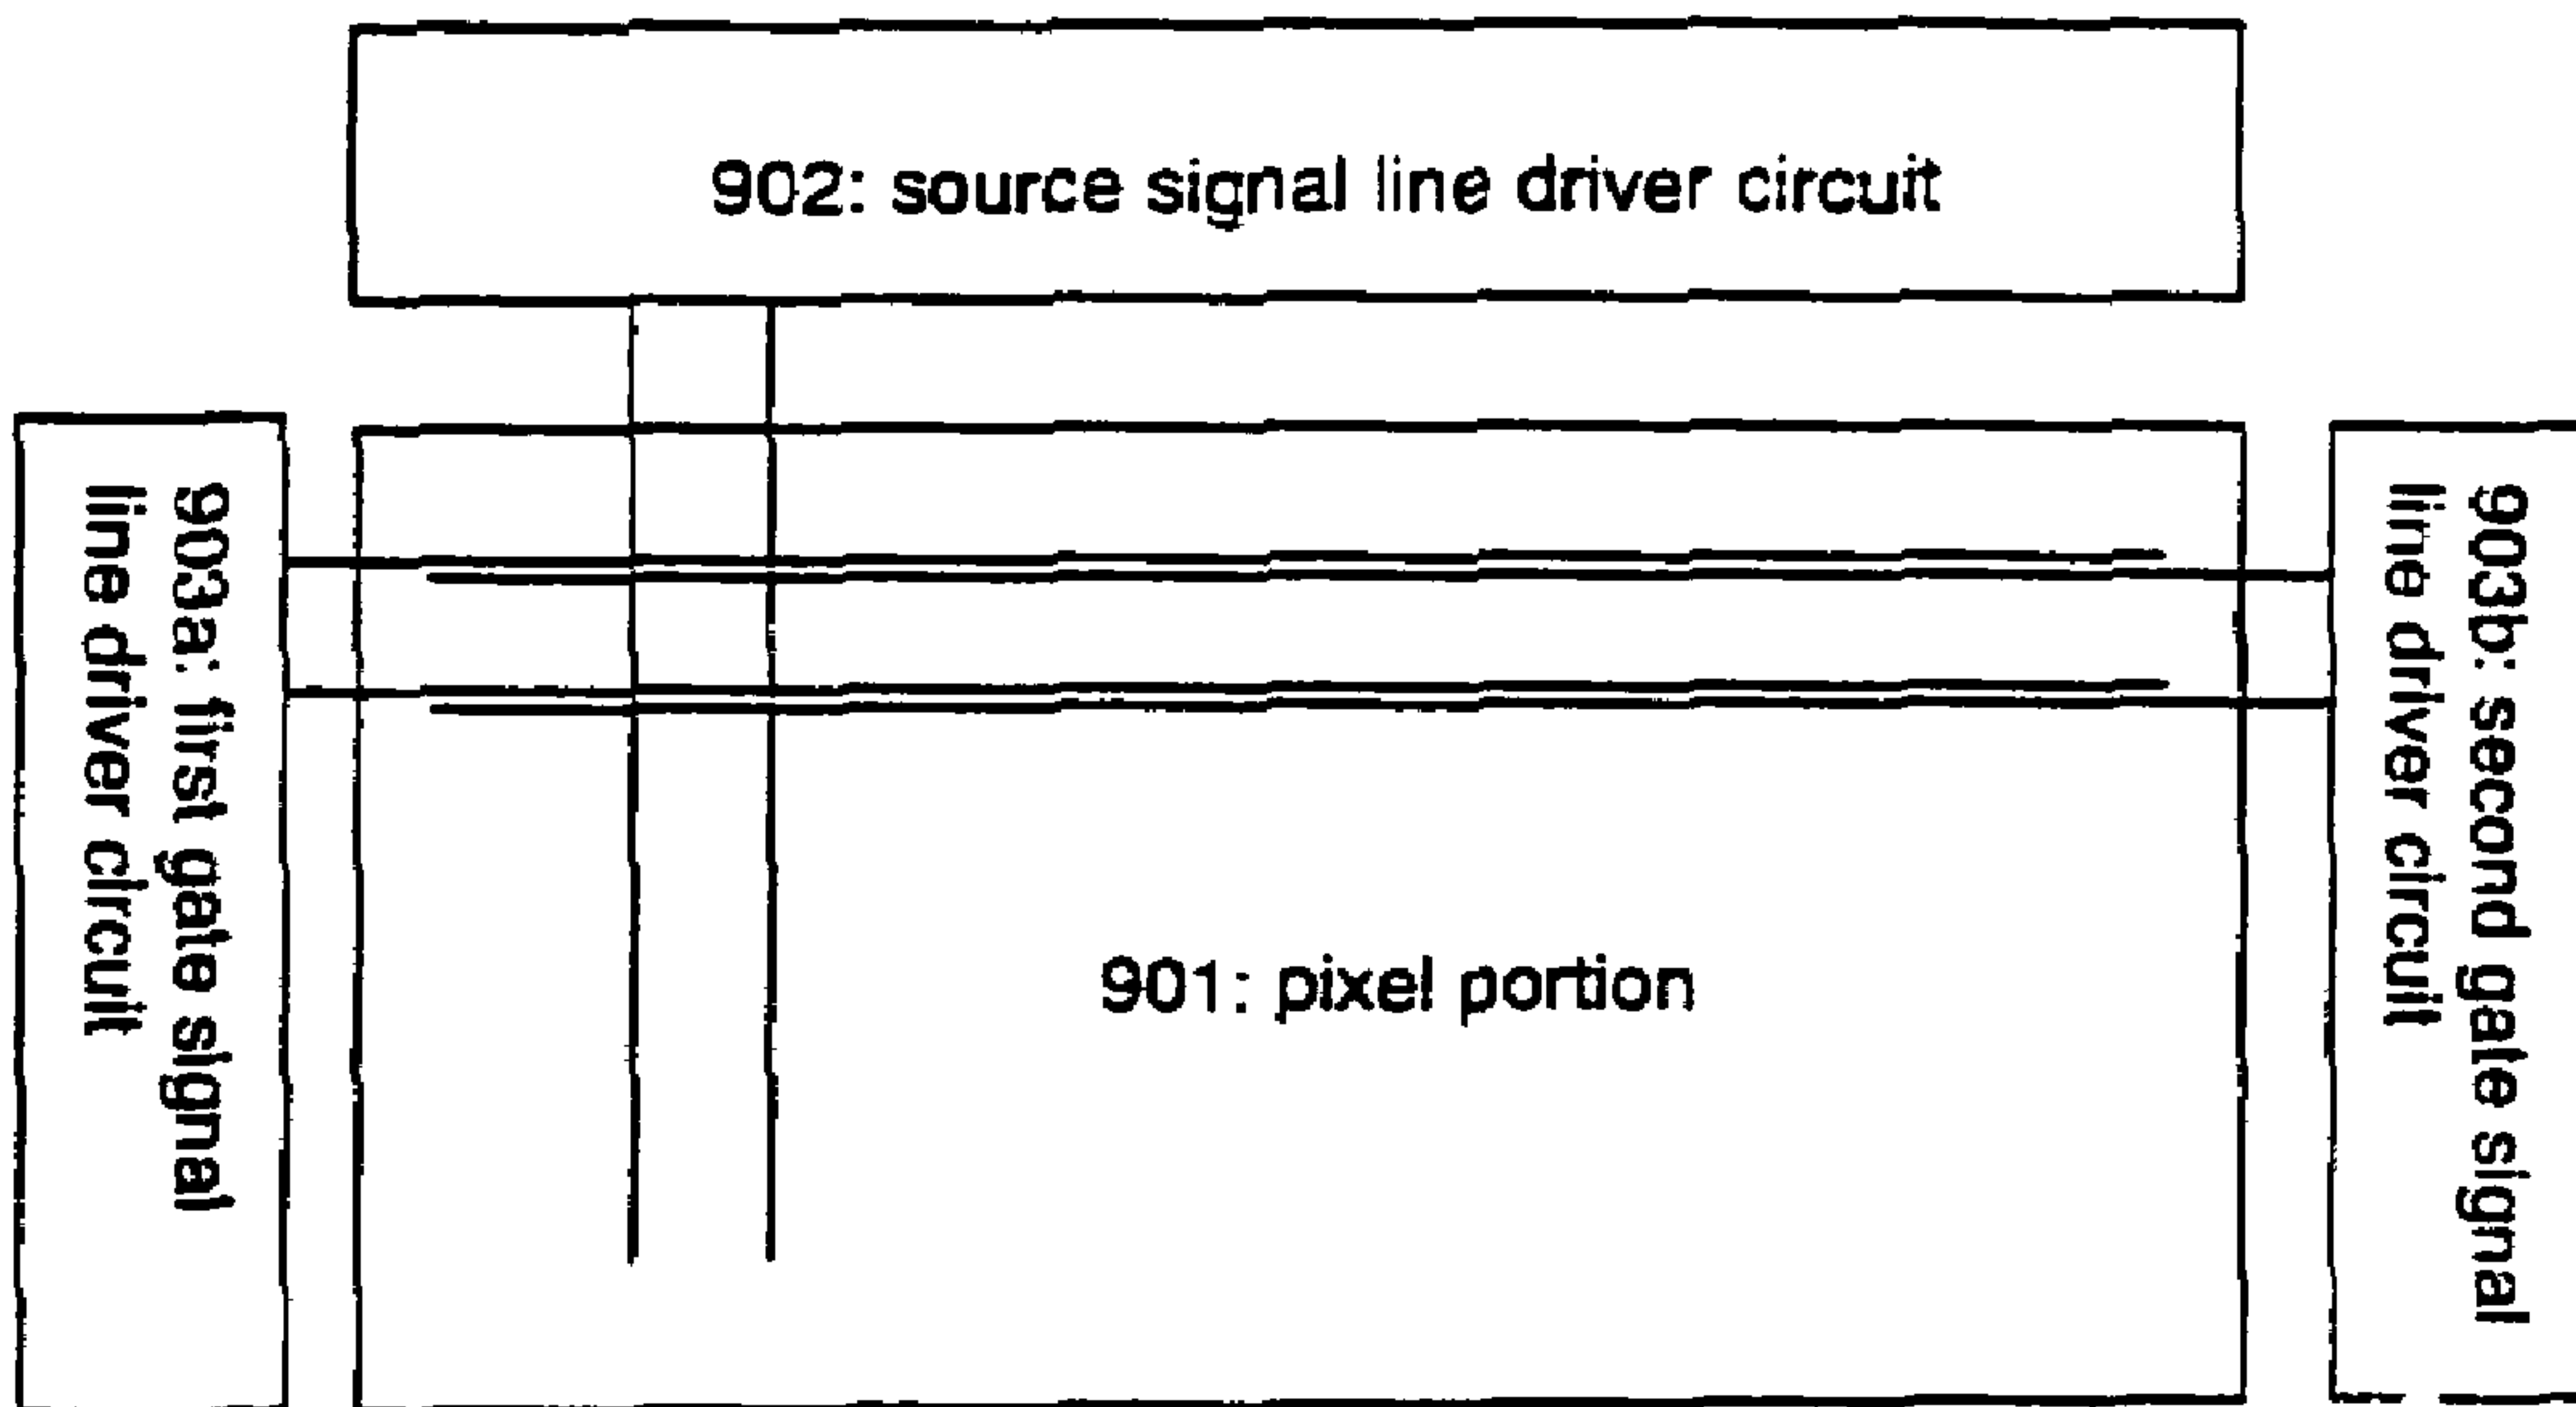 902: source signal line driver circuit
903a: first gate signal
line driver circuit
903b: second gate signal
line driver circuit
901: pixel portion